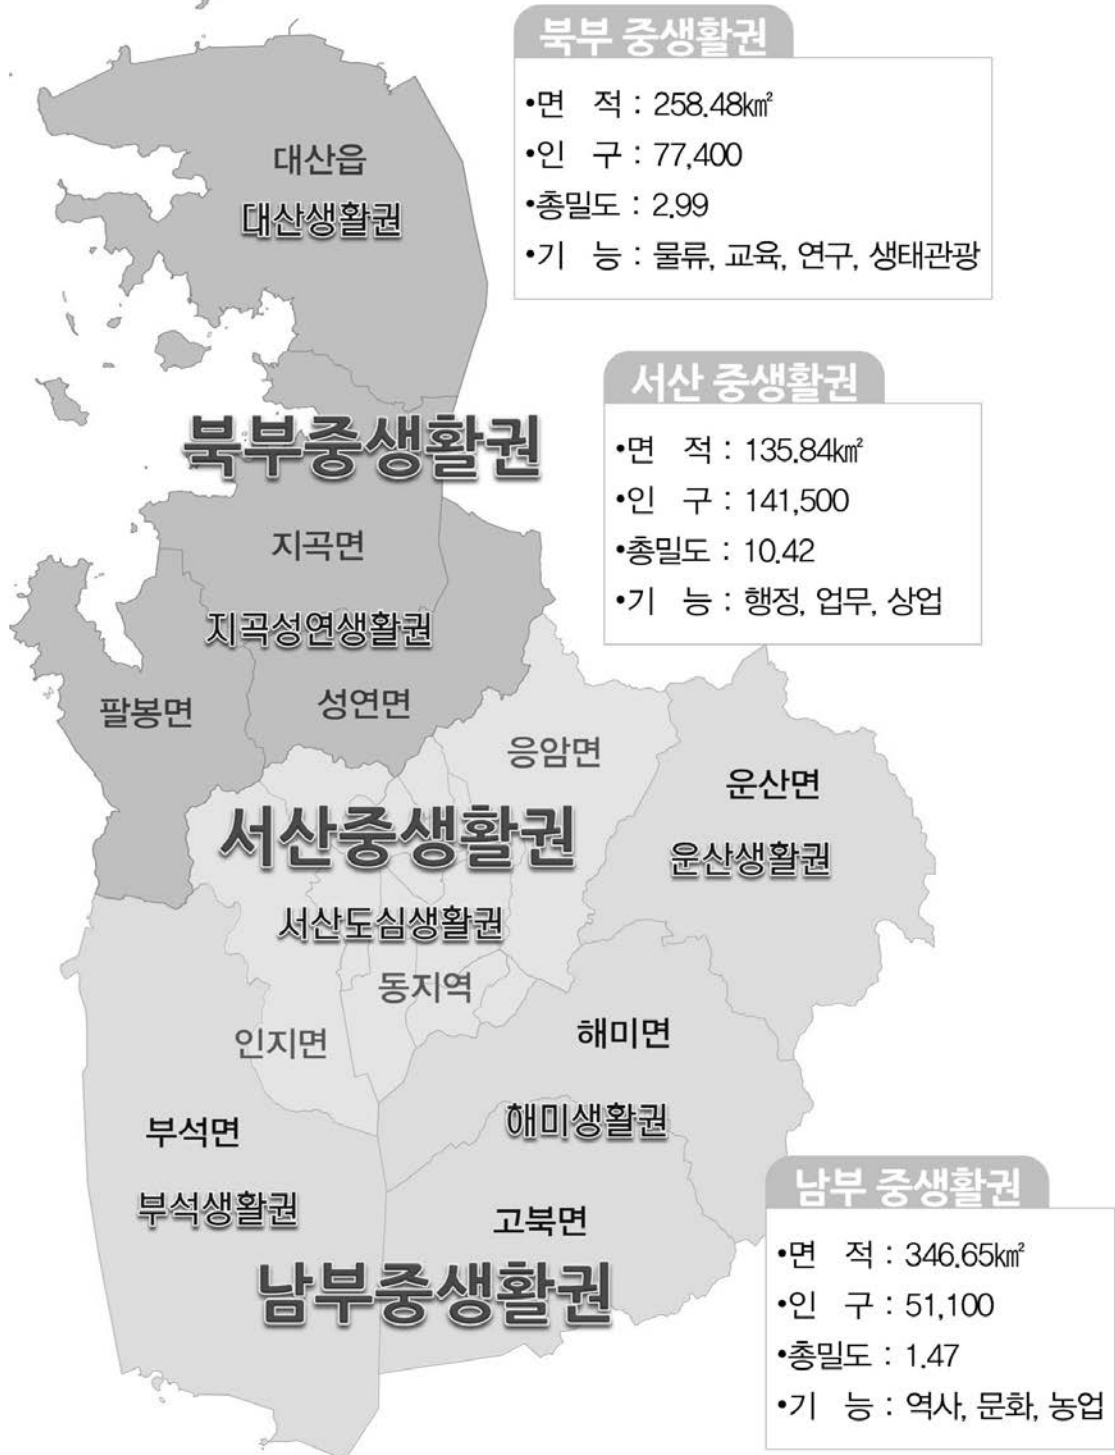 북부 중생활권
•면 적 : 258.48㎢
•인 구 : 77,400
•총밀도 : 2.99
•기 능 : 물류, 교육, 연구, 생태관광
대산읍
대산생활권
서산 중생활권
•면 적 : 135.84㎢
•인 구 : 141,500
•총밀도 : 10.42
•기 능 : 행정, 업무, 상업
북부중생활권
지곡면
지곡성연생활권
팔봉면
성연면
응암면
운산면
운산생활권
서산중생활권
서산도심생활권
동지역
인지면
해미면
해미생활권
부석면
부석생활권
고북면
남부중생활권
남부 중생활권
•면 적 : 346.65㎢
•인 구 : 51,100
•총밀도 : 1.47
•기 능 : 역사, 문화, 농업